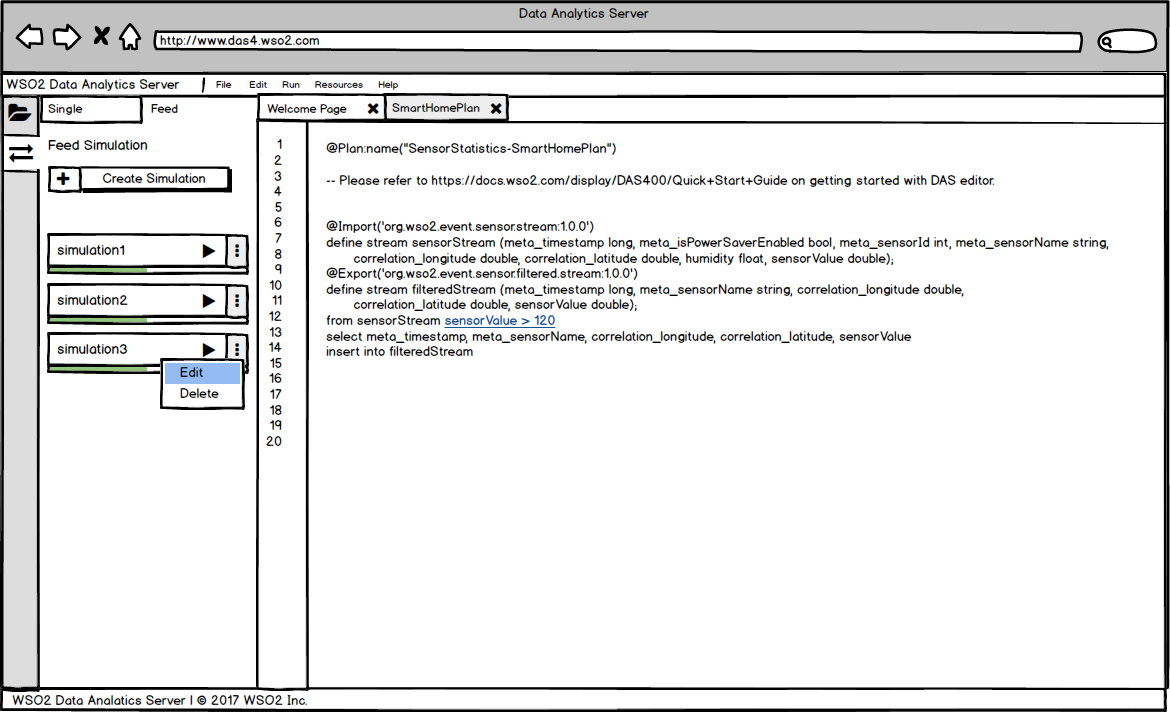 Data Analytics Server
http://www.das4.wso2.com
WSO2 Data Analytics Server File Edit Run Resources Help
Single Feed
Welcome Page SmartHomePlan
Feed Simulation
Create Simulation
simulation1
simulation2
simulation3
Edit
Delete
1
2
3
4
5
6
7
8
9
10
11
12
13
14
15
16
17
18
19
20
@Plan:name("SensorStatistics-SmartHomePlan")
-- Please refer to https://docs.wso2.com/display/DAS400/Quick+Start+Guide on getting started with DAS editor.
@Import('org.wso2.event.sensor.stream:1.0.0')
define stream sensorStream (meta_timestamp long, meta_isPowerSaverEnabled bool, meta_sensorId int, meta_sensorName string,
correlation_longitude double, correlation_latitude double, humidity float, sensorValue double);
@Export('org.wso2.event.sensor.filtered.stream:1.0.0')
define stream filteredStream (meta_timestamp long, meta_sensorName string, correlation_longitude double,
correlation_latitude double, sensorValue double);
from sensorStream sensorValue > 120
select meta_timestamp, meta_sensorName, correlation_longitude, correlation_latitude, sensorValue
insert into filteredStream
WSO2 Data Analatics Server | © 2017 WSO2 Inc.